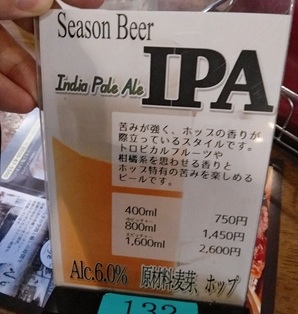 Season Beer
India Pale Ale IPA
苦みが強く、ホップの香りが
際立っているスタイルです。
トロピカルフルーツや
柑橘系を思わせる香りと
ホップ特有の苦みを楽しめる
ビールです。
400ml 750円
800ml 1,450円
1,600ml 2,600円
Alc.6.0% 原材料:麦芽、ホップ
132